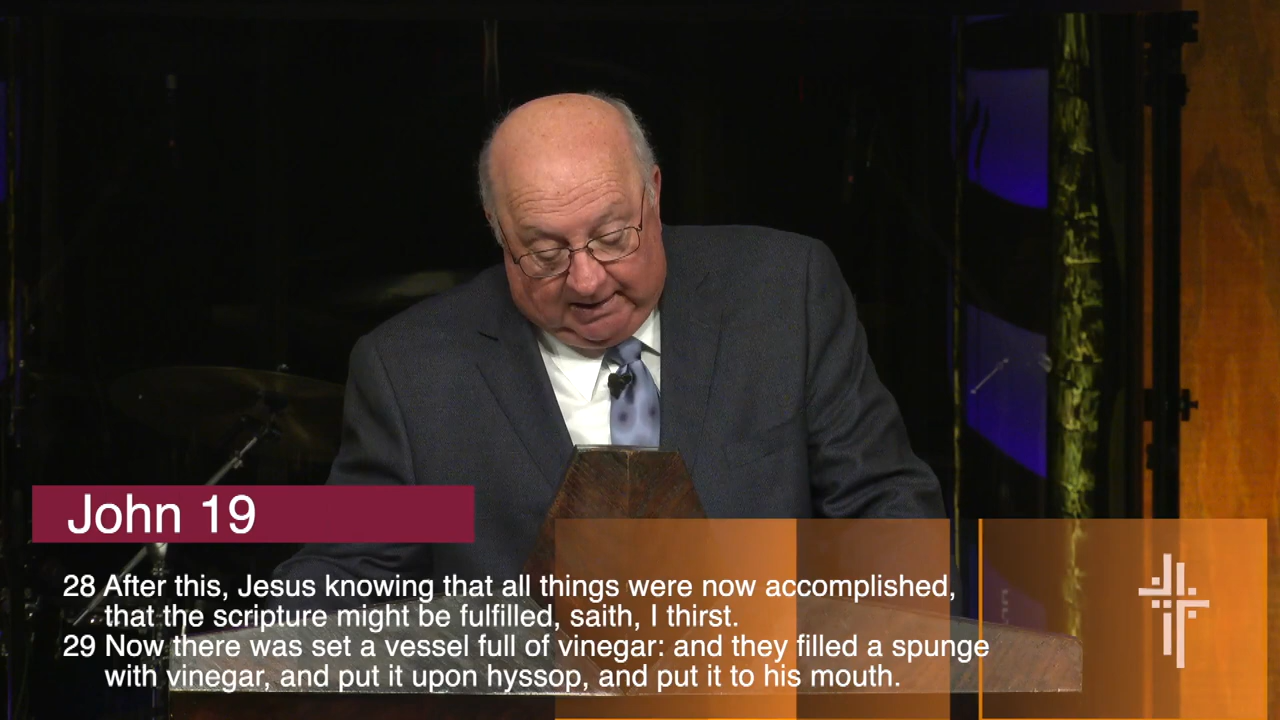 John 19
28 After this, Jesus knowing that all things were now accomplished,
that the scripture might be fulfilled, saith, I thirst.
29 Now there was set a vessel full of vinegar: and they filled a spunge
with vinegar, and put it upon hyssop, and put it to his mouth.